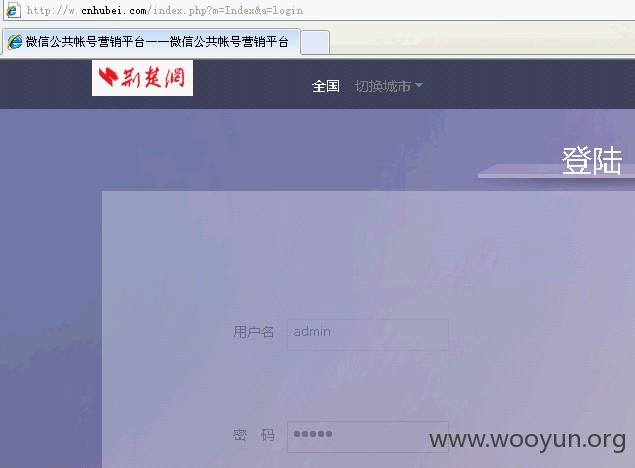 http://w.cnhubei.com/index.php?m=Index&a=login
微信公共帐号营销平台——微信公共帐号营销平台
荆楚網
全国 切换城市
登陆
用户名 admin
密 码 •••••
www.wooyun.org